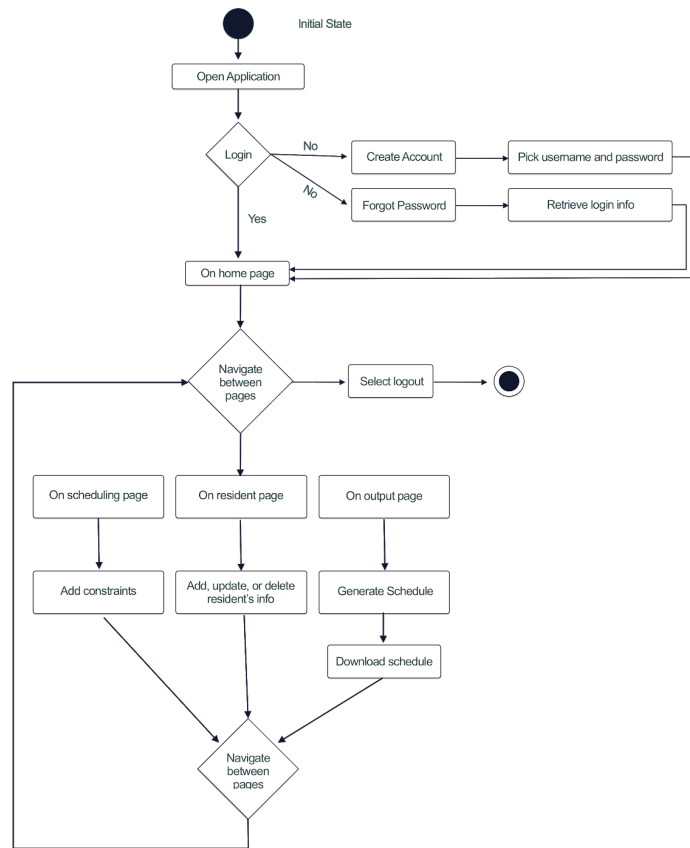 Initial State
Open Application
Login
No
Create Account
Pick username and password
No
Forgot Password
Retrieve login info
Yes
On home page
Navigate
between
pages
Select logout
On scheduling page
On resident page
On output page
Add constraints
Add, update, or delete
resident's info
Generate Schedule
Download schedule
Navigate
between
pages